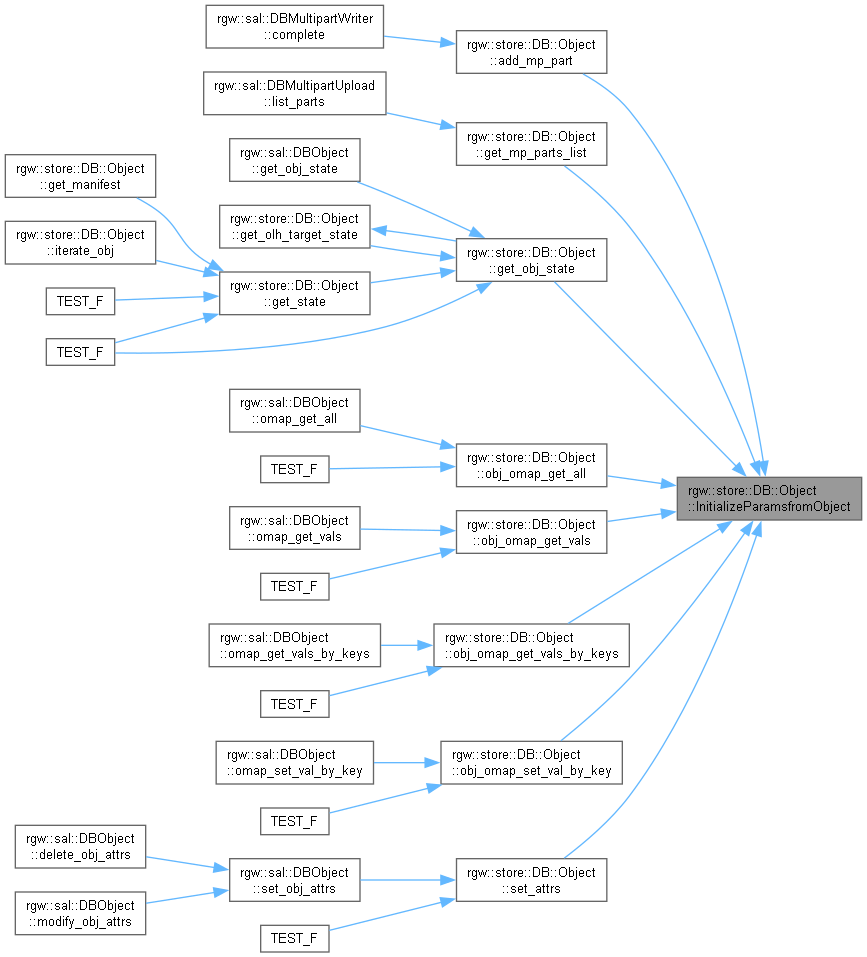 rgw::sal::DBMultipartWriter
::complete
rgw::store::DB::Object
::add_mp_part
rgw::sal::DBMultipartUpload
::list_parts
rgw::store::DB::Object
::get_mp_parts_list
rgw::sal::DBObject
::get_obj_state
rgw::store::DB::Object
::get_manifest
rgw::store::DB::Object
::get_olh_target_state
rgw::store::DB::Object
::iterate_obj
rgw::store::DB::Object
::get_obj_state
rgw::store::DB::Object
::get_state
TEST_F
TEST_F
rgw::sal::DBObject
::omap_get_all
rgw::store::DB::Object
::obj_omap_get_all
TEST_F
rgw::store::DB::Object
::InitializeParamsfromObject
rgw::sal::DBObject
::omap_get_vals
rgw::store::DB::Object
::obj_omap_get_vals
TEST_F
rgw::sal::DBObject
::omap_get_vals_by_keys
rgw::store::DB::Object
::obj_omap_get_vals_by_keys
TEST_F
rgw::sal::DBObject
::omap_set_val_by_key
rgw::store::DB::Object
::obj_omap_set_val_by_key
TEST_F
rgw::sal::DBObject
::delete_obj_attrs
rgw::sal::DBObject
::set_obj_attrs
rgw::store::DB::Object
::set_attrs
rgw::sal::DBObject
::modify_obj_attrs
TEST_F